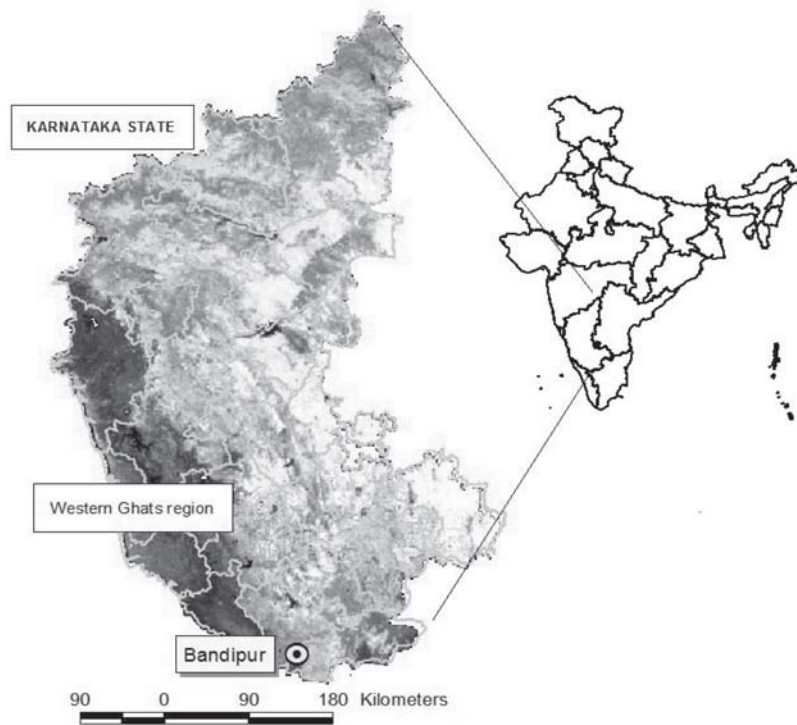 KARNATAKA STATE
Western Ghats region
Bandipur
90 0 90 180 Kilometers